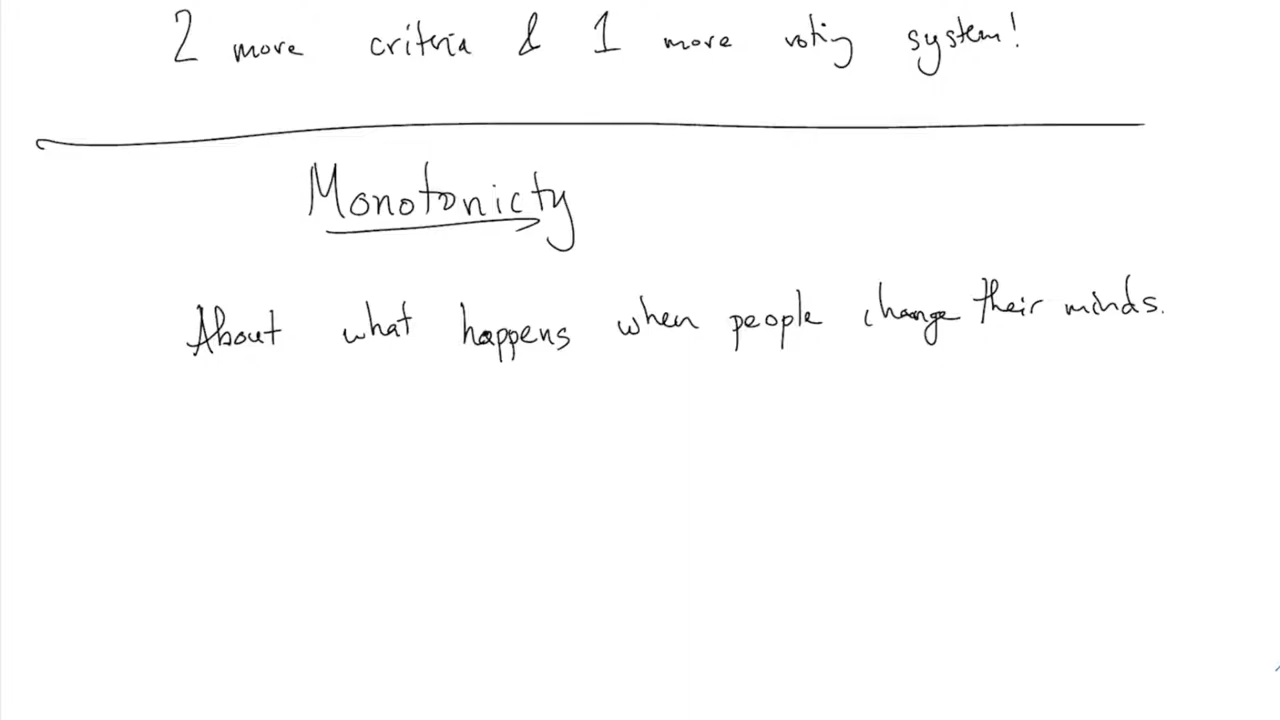 2 more criteria & 1 more voting system!
Monotonicty
About what happens when people change their minds.